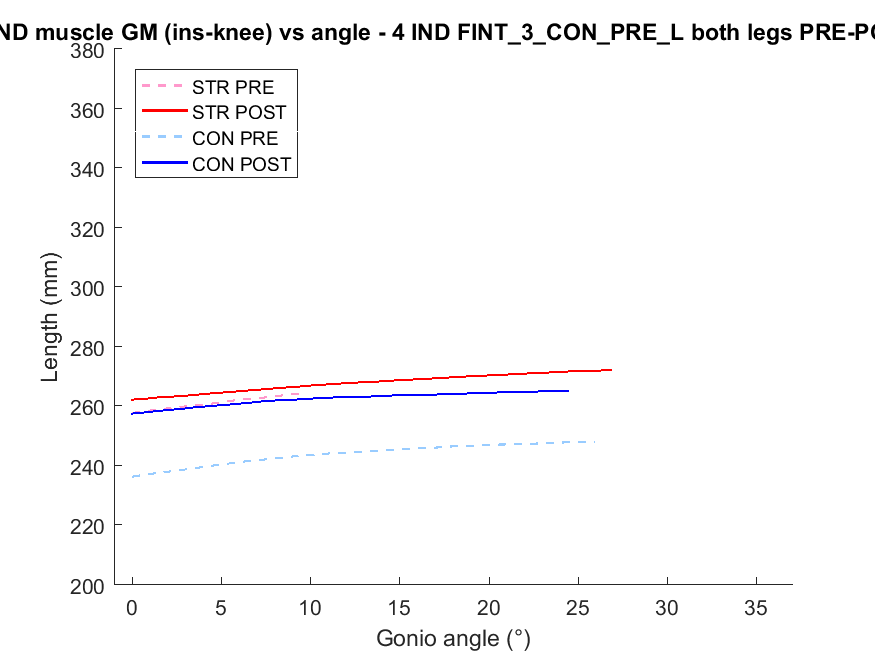 ND muscle GM (ins-knee) vs angle - 4 IND FINT_3_CON_PRE_L both legs PRE-PO
380
360
340
320
300
280
260
240
220
200
Length (mm)
STR PRE
STR POST
CON PRE
CON POST
0 5 10 15 20 25 30 35
Gonio angle (°)